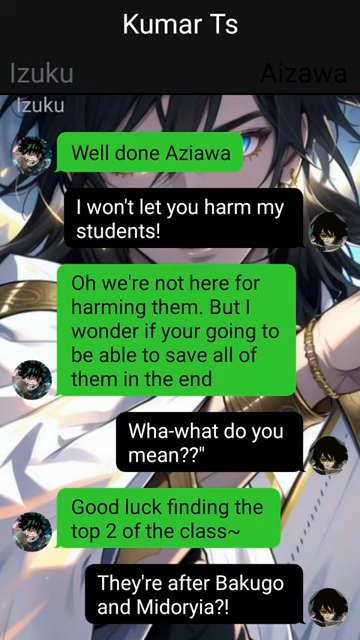 Kumar Ts
Izuku
Aizawa
Izuku
Well done Aziawa
I won't let you harm my
students!
Oh we're not here for
harming them. But I
wonder if your going to
be able to save all of
them in the end
Wha-what do you
mean??"
Good luck finding the
top 2 of the class~
They're after Bakugo
and Midoryia?!